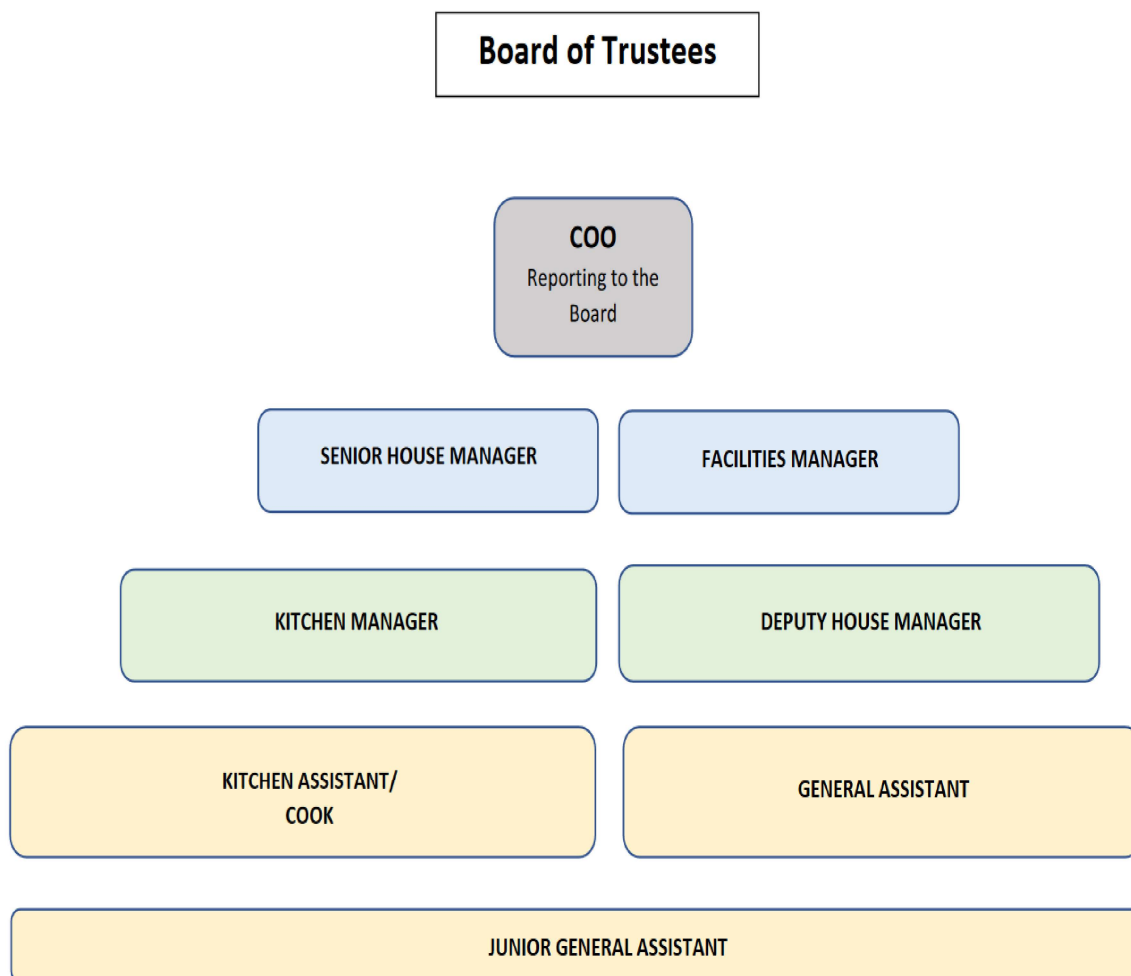 Board of Trustees
COO
Reporting to the
Board
SENIOR HOUSE MANAGER
FACILITIES MANAGER
KITCHEN MANAGER
DEPUTY HOUSE MANAGER
KITCHEN ASSISTANT/
COOK
GENERAL ASSISTANT
JUNIOR GENERAL ASSISTANT